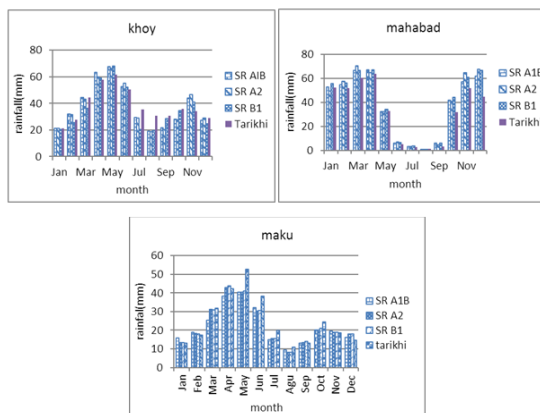 khoy
rainfall(mm)
80
60
40
20
0
Jan Mar May Jul Sep Nov
month
SR AIB
SR A2
SR B1
Tarikhi
mahabad
rainfall(mm)
80
60
40
20
0
Jan Mar May Jul Sep Nov
month
SR A1B
SR A2
SR B1
Tarikhi
maku
rainfal(mm)
60
50
40
30
20
10
0
Jan Feb Mar Apr May Jun Jul Agu Sep Oct Nov Dec
month
SR A1B
SR A2
SR B1
tarikhi